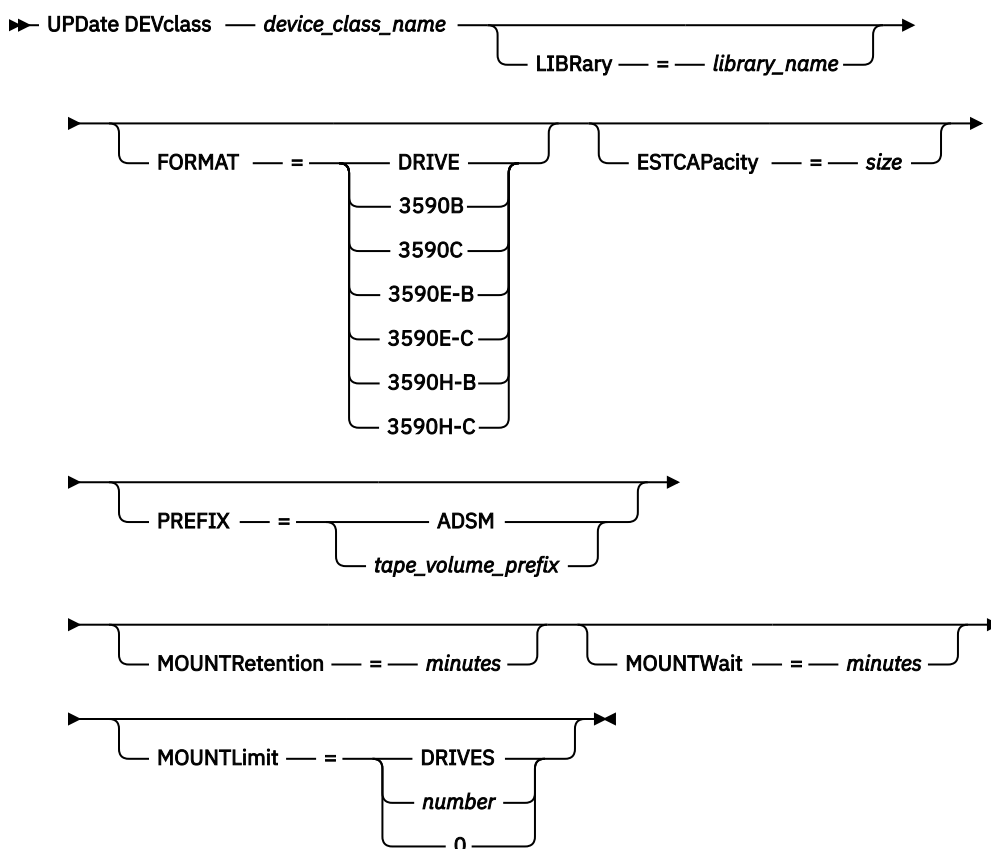 UPDate DEVclass device_class_name
LIBRary = library_name
FORMAT = DRIVE
3590B
3590C
3590E-B
3590E-C
3590H-B
3590H-C
ESTCAPacity = size
PREFIX = ADSM
tape_volume_prefix
MOUNTRetention = minutes
MOUNTWait = minutes
MOUNTLimit = DRIVES
number
0